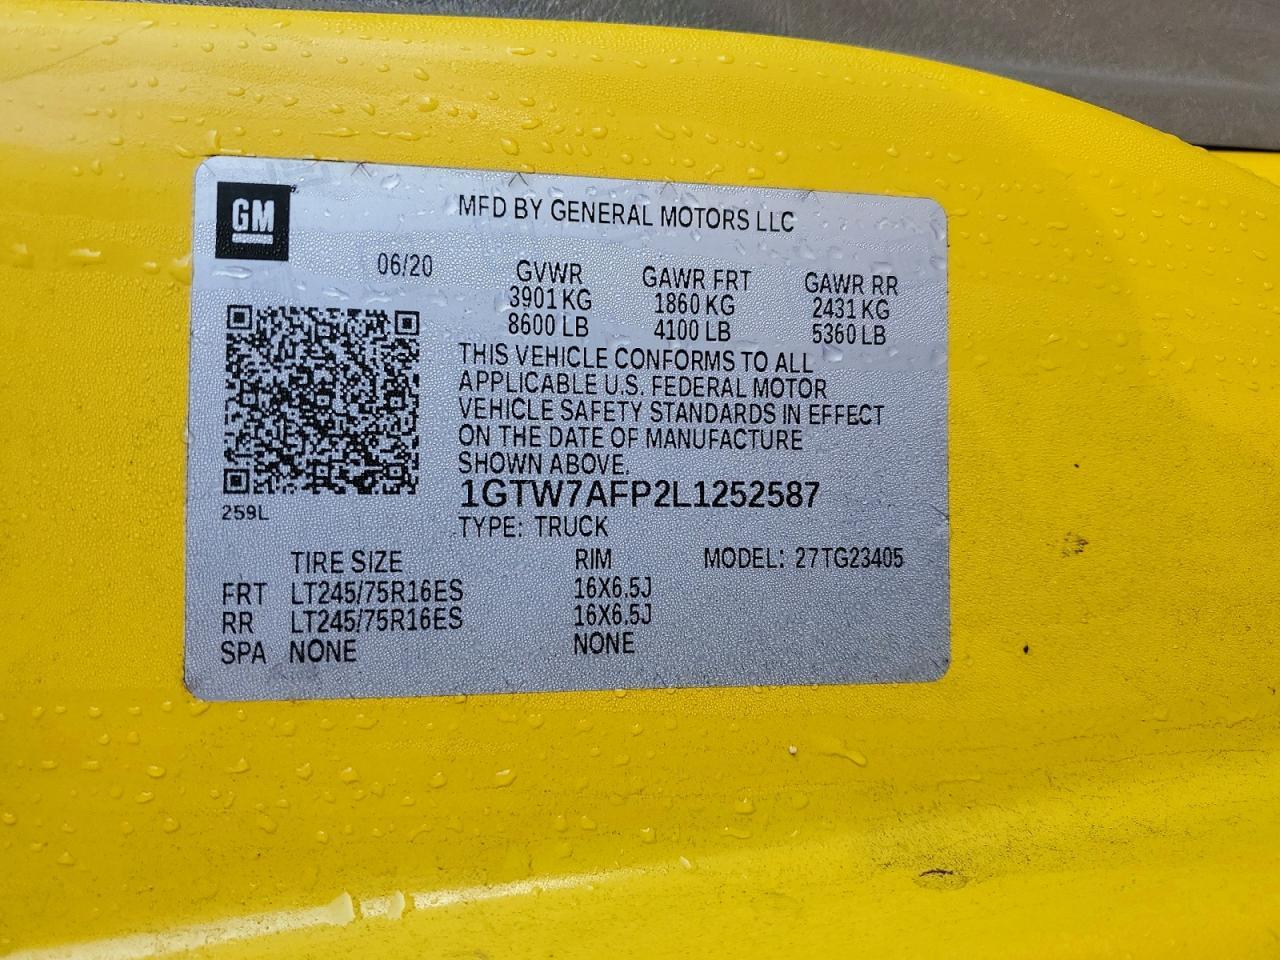 GM
MFD BY GENERAL MOTORS LLC
06/20 GVWR GAWR FRT GAWR RR
3901 KG 1860 KG 2431 KG
8600 LB 4100 LB 5360 LB
THIS VEHICLE CONFORMS TO ALL
APPLICABLE U.S. FEDERAL MOTOR
VEHICLE SAFETY STANDARDS IN EFFECT
ON THE DATE OF MANUFACTURE
SHOWN ABOVE.
1GTW7AFP2L1252587
259L
TYPE: TRUCK
TIRE SIZE RIM MODEL: 27TG23405
FRT LT245/75R16ES 16X6.5J
RR LT245/75R16ES 16X6.5J
SPA NONE NONE